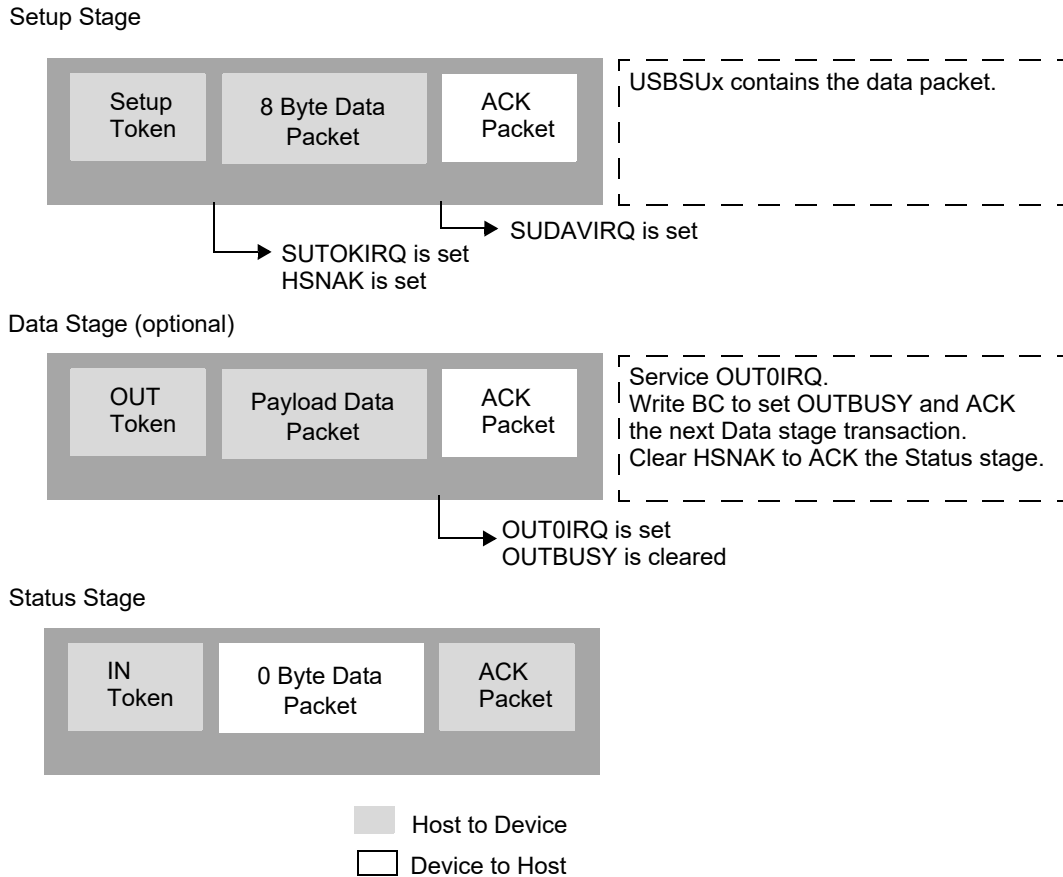 Setup Stage
Setup
Token
8 Byte Data
Packet
ACK
Packet
USBSUx contains the data packet.
SUDAVIRQ is set
SUTOKIRQ is set
HSNAK is set
Data Stage (optional)
OUT
Token
Payload Data
Packet
ACK
Packet
Service OUT0IRQ.
Write BC to set OUTBUSY and ACK
the next Data stage transaction.
Clear HSNAK to ACK the Status stage.
OUT0IRQ is set
OUTBUSY is cleared
Status Stage
IN
Token
0 Byte Data
Packet
ACK
Packet
Host to Device
Device to Host